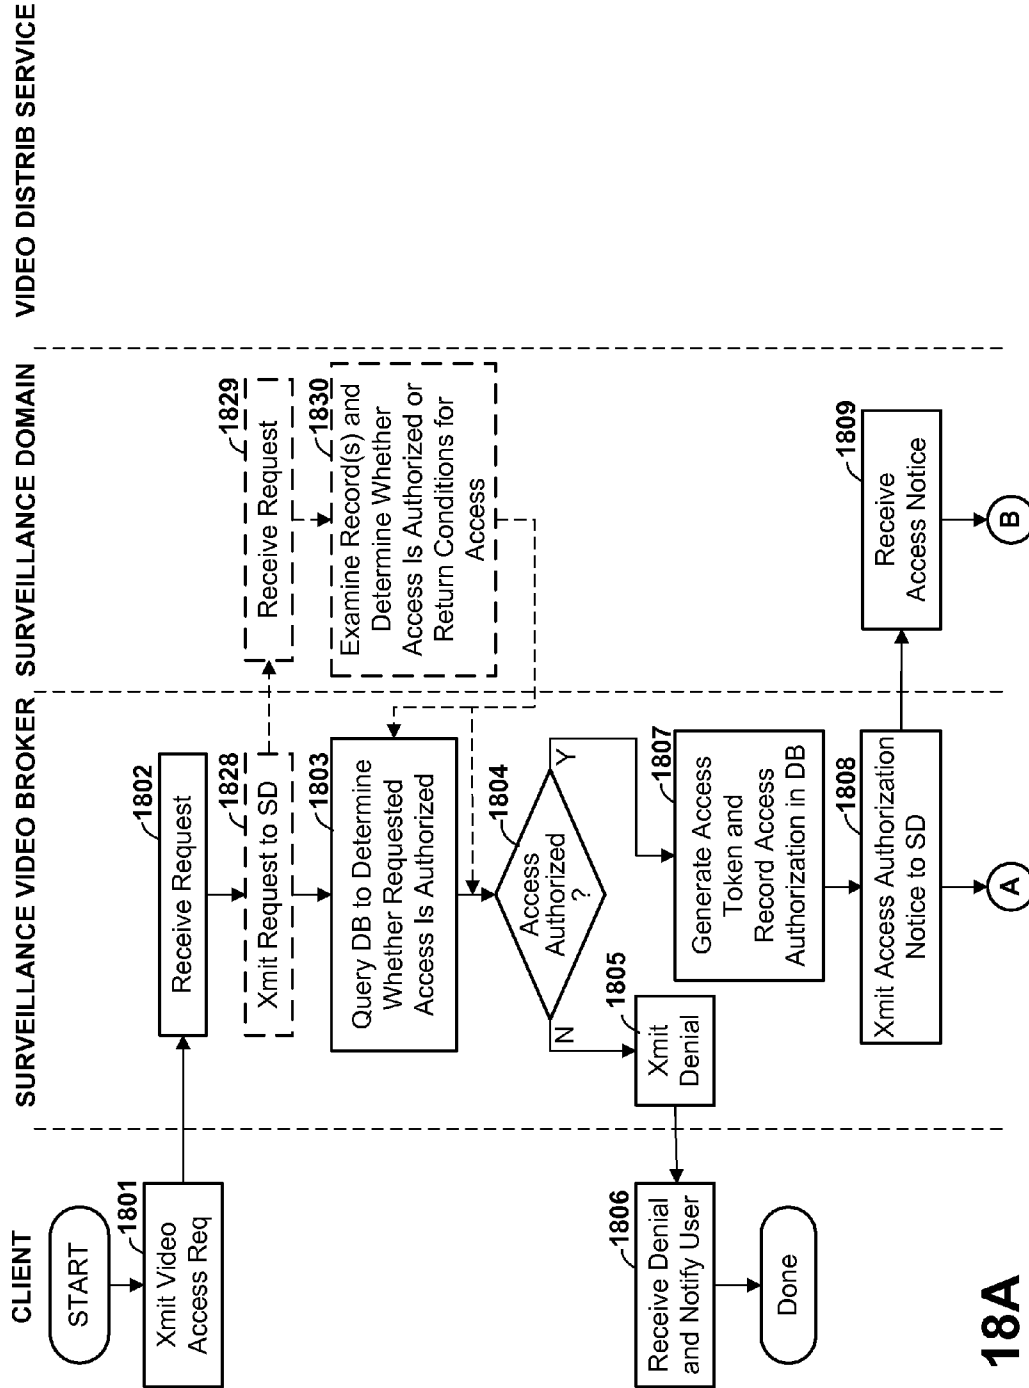 CLIENT
SURVEILLANCE VIDEO BROKER
SURVEILLANCE DOMAIN
VIDEO DISTRIB SERVICE
START
1801
Xmit Video
Access Req
1802
Receive Request
1828
Xmit Request to SD
1829
Receive Request
1830
Examine Record(s) and
Determine Whether
Access Is Authorized or
Return Conditions for
Access
1803
Query DB to Determine
Whether Requested
Access Is Authorized
1804
Access
Authorized
?
N
Y
1805
Xmit
Denial
1806
Receive Denial
and Notify User
Done
1807
Generate Access
Token and
Record Access
Authorization in DB
1808
Xmit Access Authorization
Notice to SD
1809
Receive
Access Notice
A
B
18A